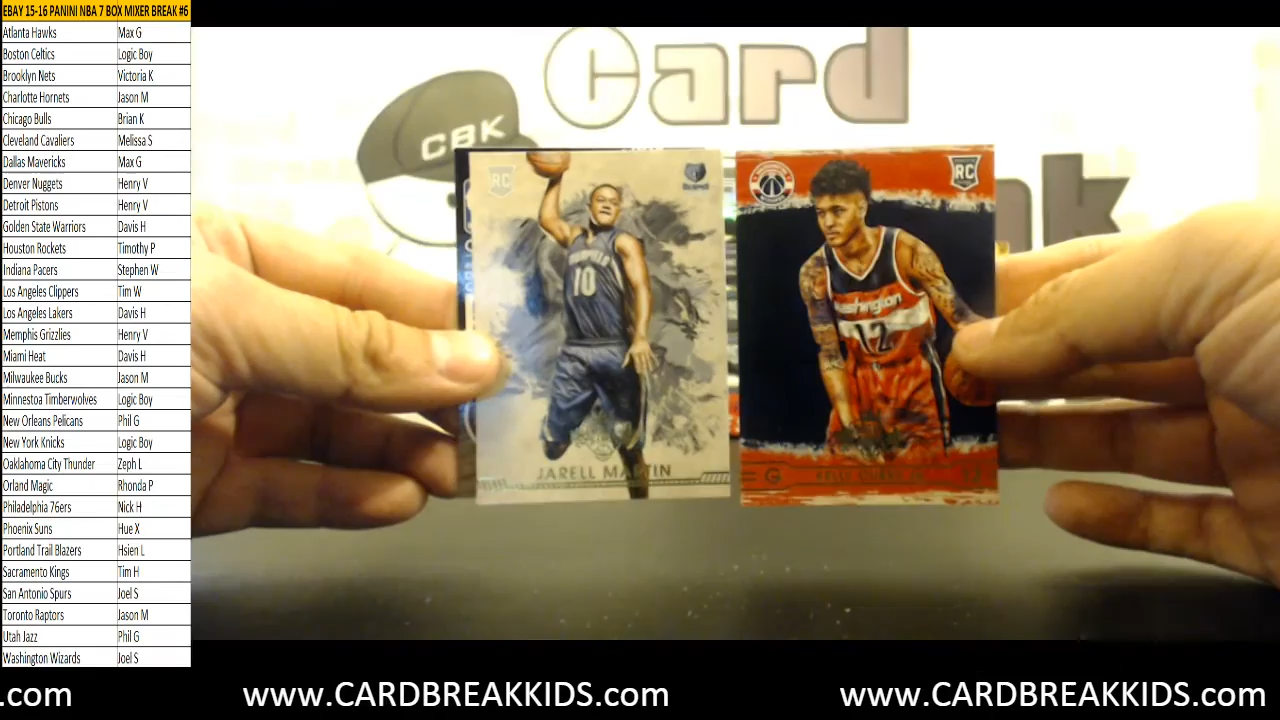 EBAY 15-16 PANINI NBA 7 BOX MIXER BREAK #6
Atlanta Hawks Max G
Boston Celtics Logic Boy
Brooklyn Nets Victoria K
Charlotte Hornets Jason M
Chicago Bulls Brian K
Cleveland Cavaliers Melissa S
Dallas Mavericks Max G
Denver Nuggets Henry V
Detroit Pistons Henry V
Golden State Warriors Davis H
Houston Rockets Timothy P
Indiana Pacers Stephen W
Los Angeles Clippers Tim W
Los Angeles Lakers Davis H
Memphis Grizzlies Henry V
Miami Heat Davis H
Milwaukee Bucks Jason M
Minnestoa Timberwolves Logic Boy
New Orleans Pelicans Phil G
New York Knicks Logic Boy
Oaklahoma City Thunder Zeph L
Orland Magic Rhonda P
Philadelphia 76ers Nick H
Phoenix Suns Hue X
Portland Trail Blazers Hsien L
Sacramento Kings Tim H
San Antonio Spurs Joel S
Toronto Raptors Jason M
Utah Jazz Phil G
Washington Wizards Joel S
Card
CBK
RC
10
JARELL MARTIN
RC
Washington
12
G
.com www.CARDBREAKKIDS.com www.CARDBREAKKIDS.com